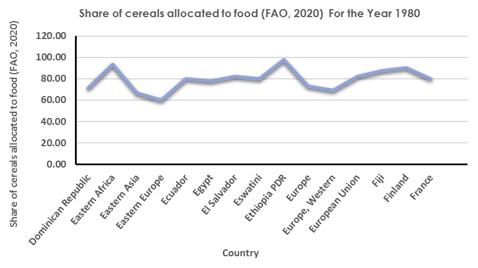 Share of cereals allocated to food (FAO, 2020)  For the Year 1980
Share of cereals allocated to food (FAO, 2020)
120.00
100.00
80.00
60.00
40.00
20.00
0.00
Dominican Republic
Eastern Africa
Eastern Asia
Eastern Europe
Ecuador
Egypt
El Salvador
Eswatini
Ethiopia PDR
Europe
Europe, Western
European Union
Fiji
Finland
France
Country